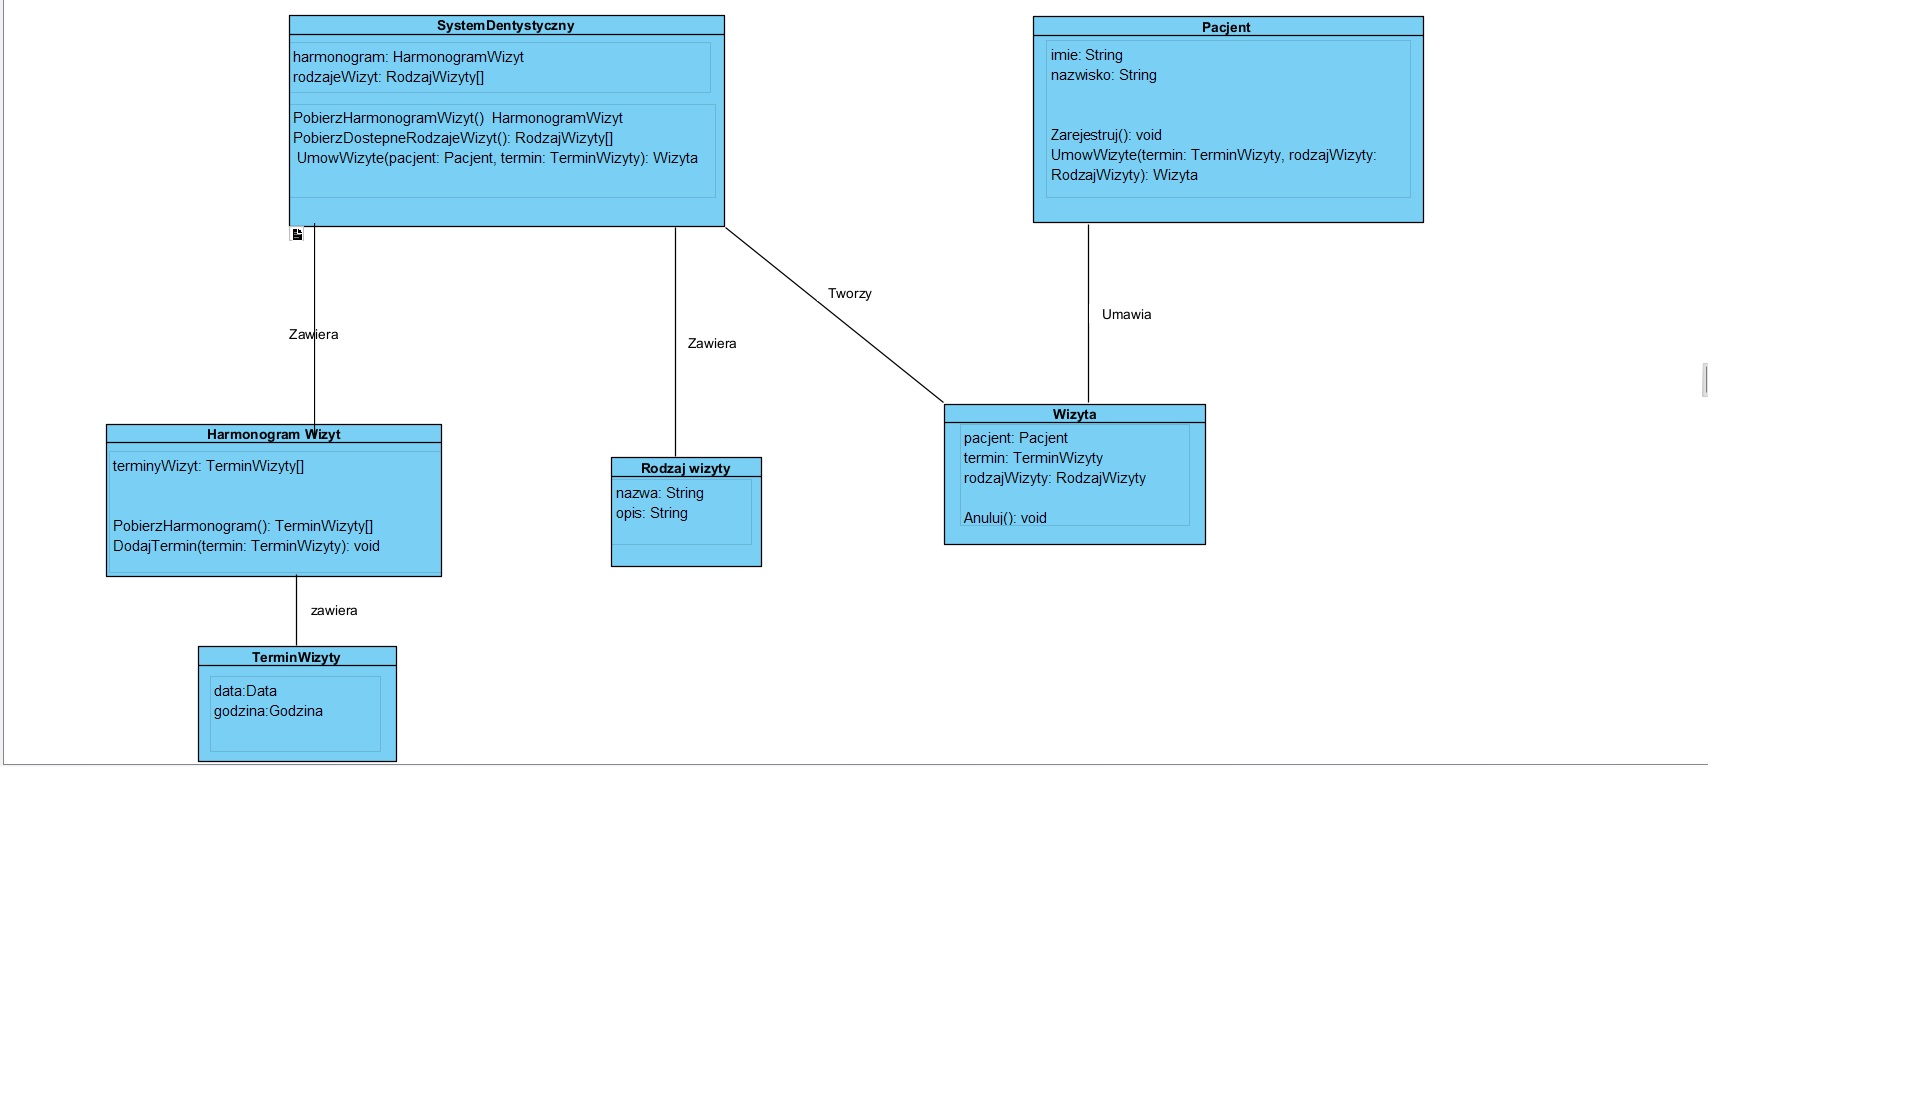 SystemDentystyczny
harmonogram: HarmonogramWizyt
rodzajeWizyt: RodzajWizyty[]
PobierzHarmonogramWizyt()  HarmonogramWizyt
PobierzDostepneRodzajeWizyt(): RodzajWizyty[]
UmowWizyte(pacjent: Pacjent, termin: TerminWizyty): Wizyta
Pacjent
imie: String
nazwisko: String
Zarejestruj(): void
UmowWizyte(termin: TerminWizyty, rodzajWizyty:
RodzajWizyty): Wizyta
Tworzy
Umawia
Zawiera
Zawiera
Harmonogram Wizyt
terminyWizyt: TerminWizyty[]
PobierzHarmonogram(): TerminWizyty[]
DodajTermin(termin: TerminWizyty): void
Rodzaj wizyty
nazwa: String
opis: String
Wizyta
pacjent: Pacjent
termin: TerminWizyty
rodzajWizyty: RodzajWizyty
Anuluj(): void
zawiera
TerminWizyty
data:Data
godzina:Godzina